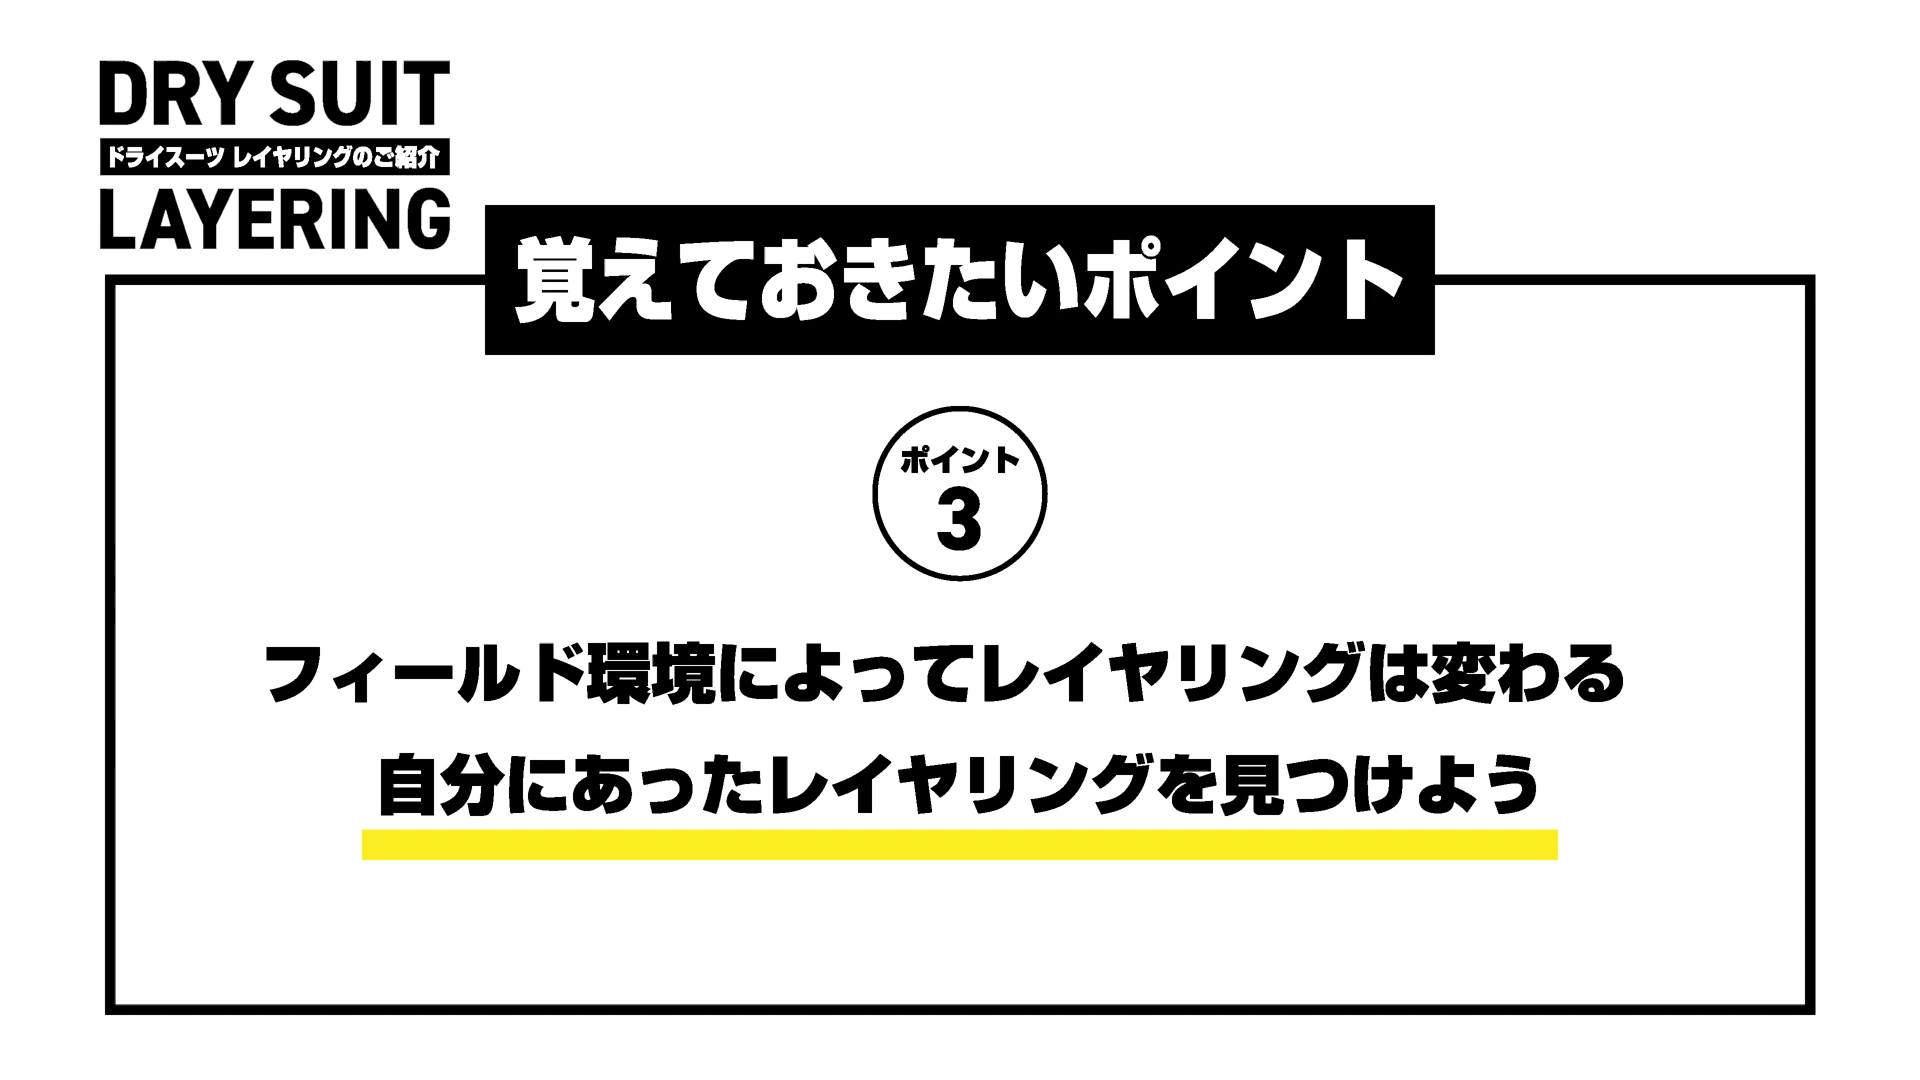 DRY SUIT
ドライスーツ レイヤリングのご紹介
LAYERING
覚えておきたいポイント
ポイント
3
フィールド環境によってレイヤリングは変わる
自分にあったレイヤリングを見つけよう